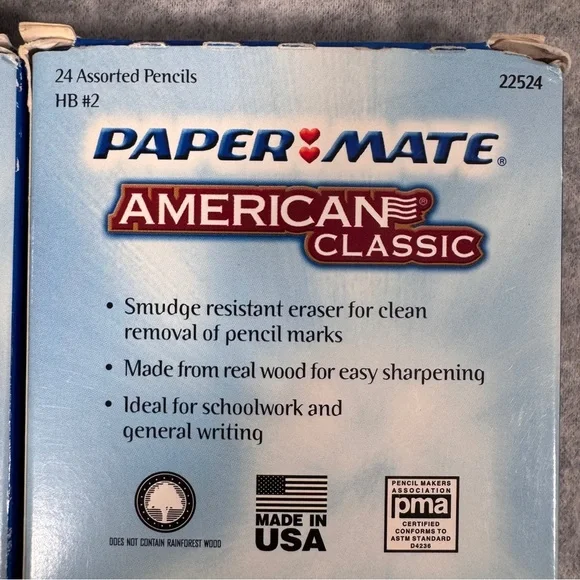 24 Assorted Pencils 22524
HB #2
PAPER MATE®
AMERICAN®
CLASSIC
• Smudge resistant eraser for clean
removal of pencil marks
• Made from real wood for easy sharpening
• Ideal for schoolwork and
general writing
DOES NOT CONTAIN RAINFOREST WOOD
MADE IN
USA
PENCIL MAKERS
ASSOCIATION
pma
CERTIFIED
CONFORMS TO
ASTM STANDARD
D4236